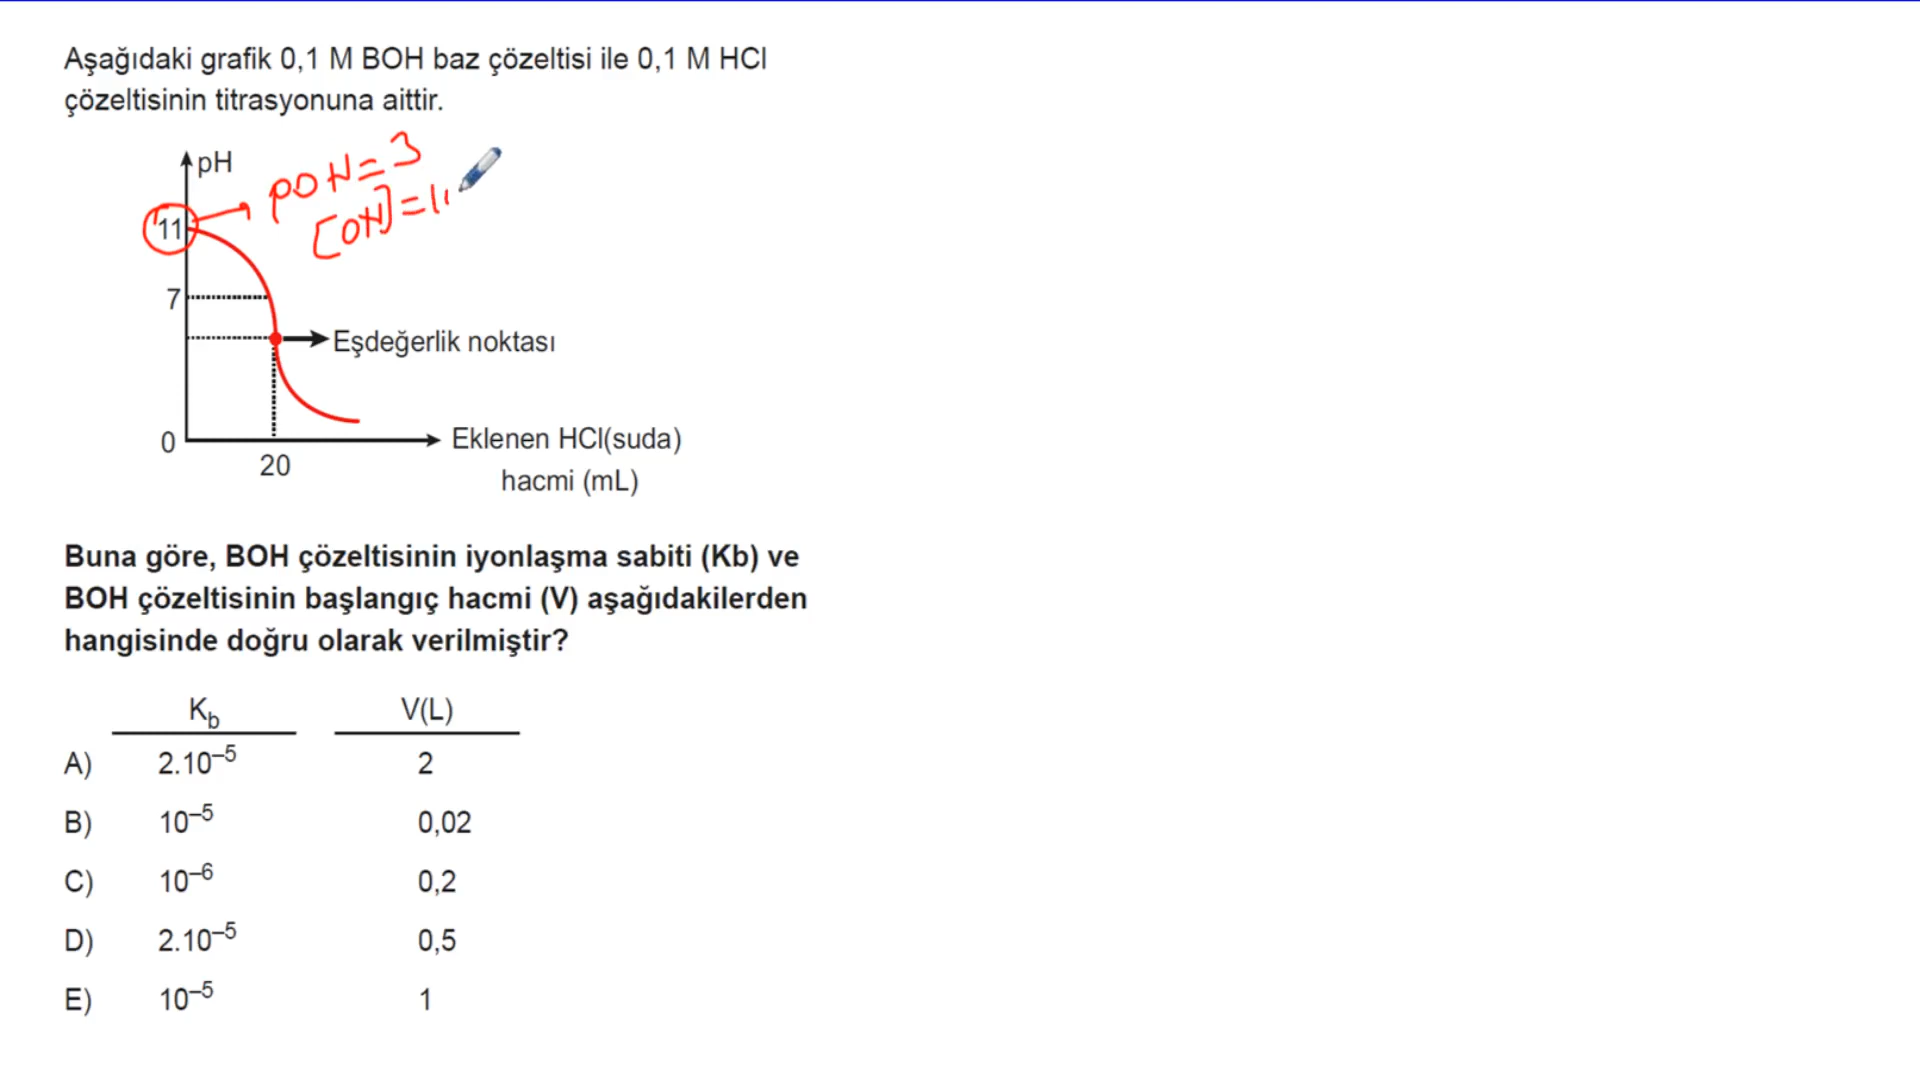 Aşağıdaki grafik 0,1 M BOH baz çözeltisi ile 0,1 M HCl
çözeltisinin titrasyonuna aittir.
pH
pOH=3
[OH]=1
11
7
Eşdeğerlik noktası
0
Eklenen HCl(suda)
20
hacmi (mL)
Buna göre, BOH çözeltisinin iyonlaşma sabiti (Kb) ve
BOH çözeltisinin başlangıç hacmi (V) aşağıdakilerden
hangisinde doğru olarak verilmiştir?
K_b V(L)
A) 2.10⁻⁵ 2
B) 10⁻⁵ 0,02
C) 10⁻⁶ 0,2
D) 2.10⁻⁵ 0,5
E) 10⁻⁵ 1